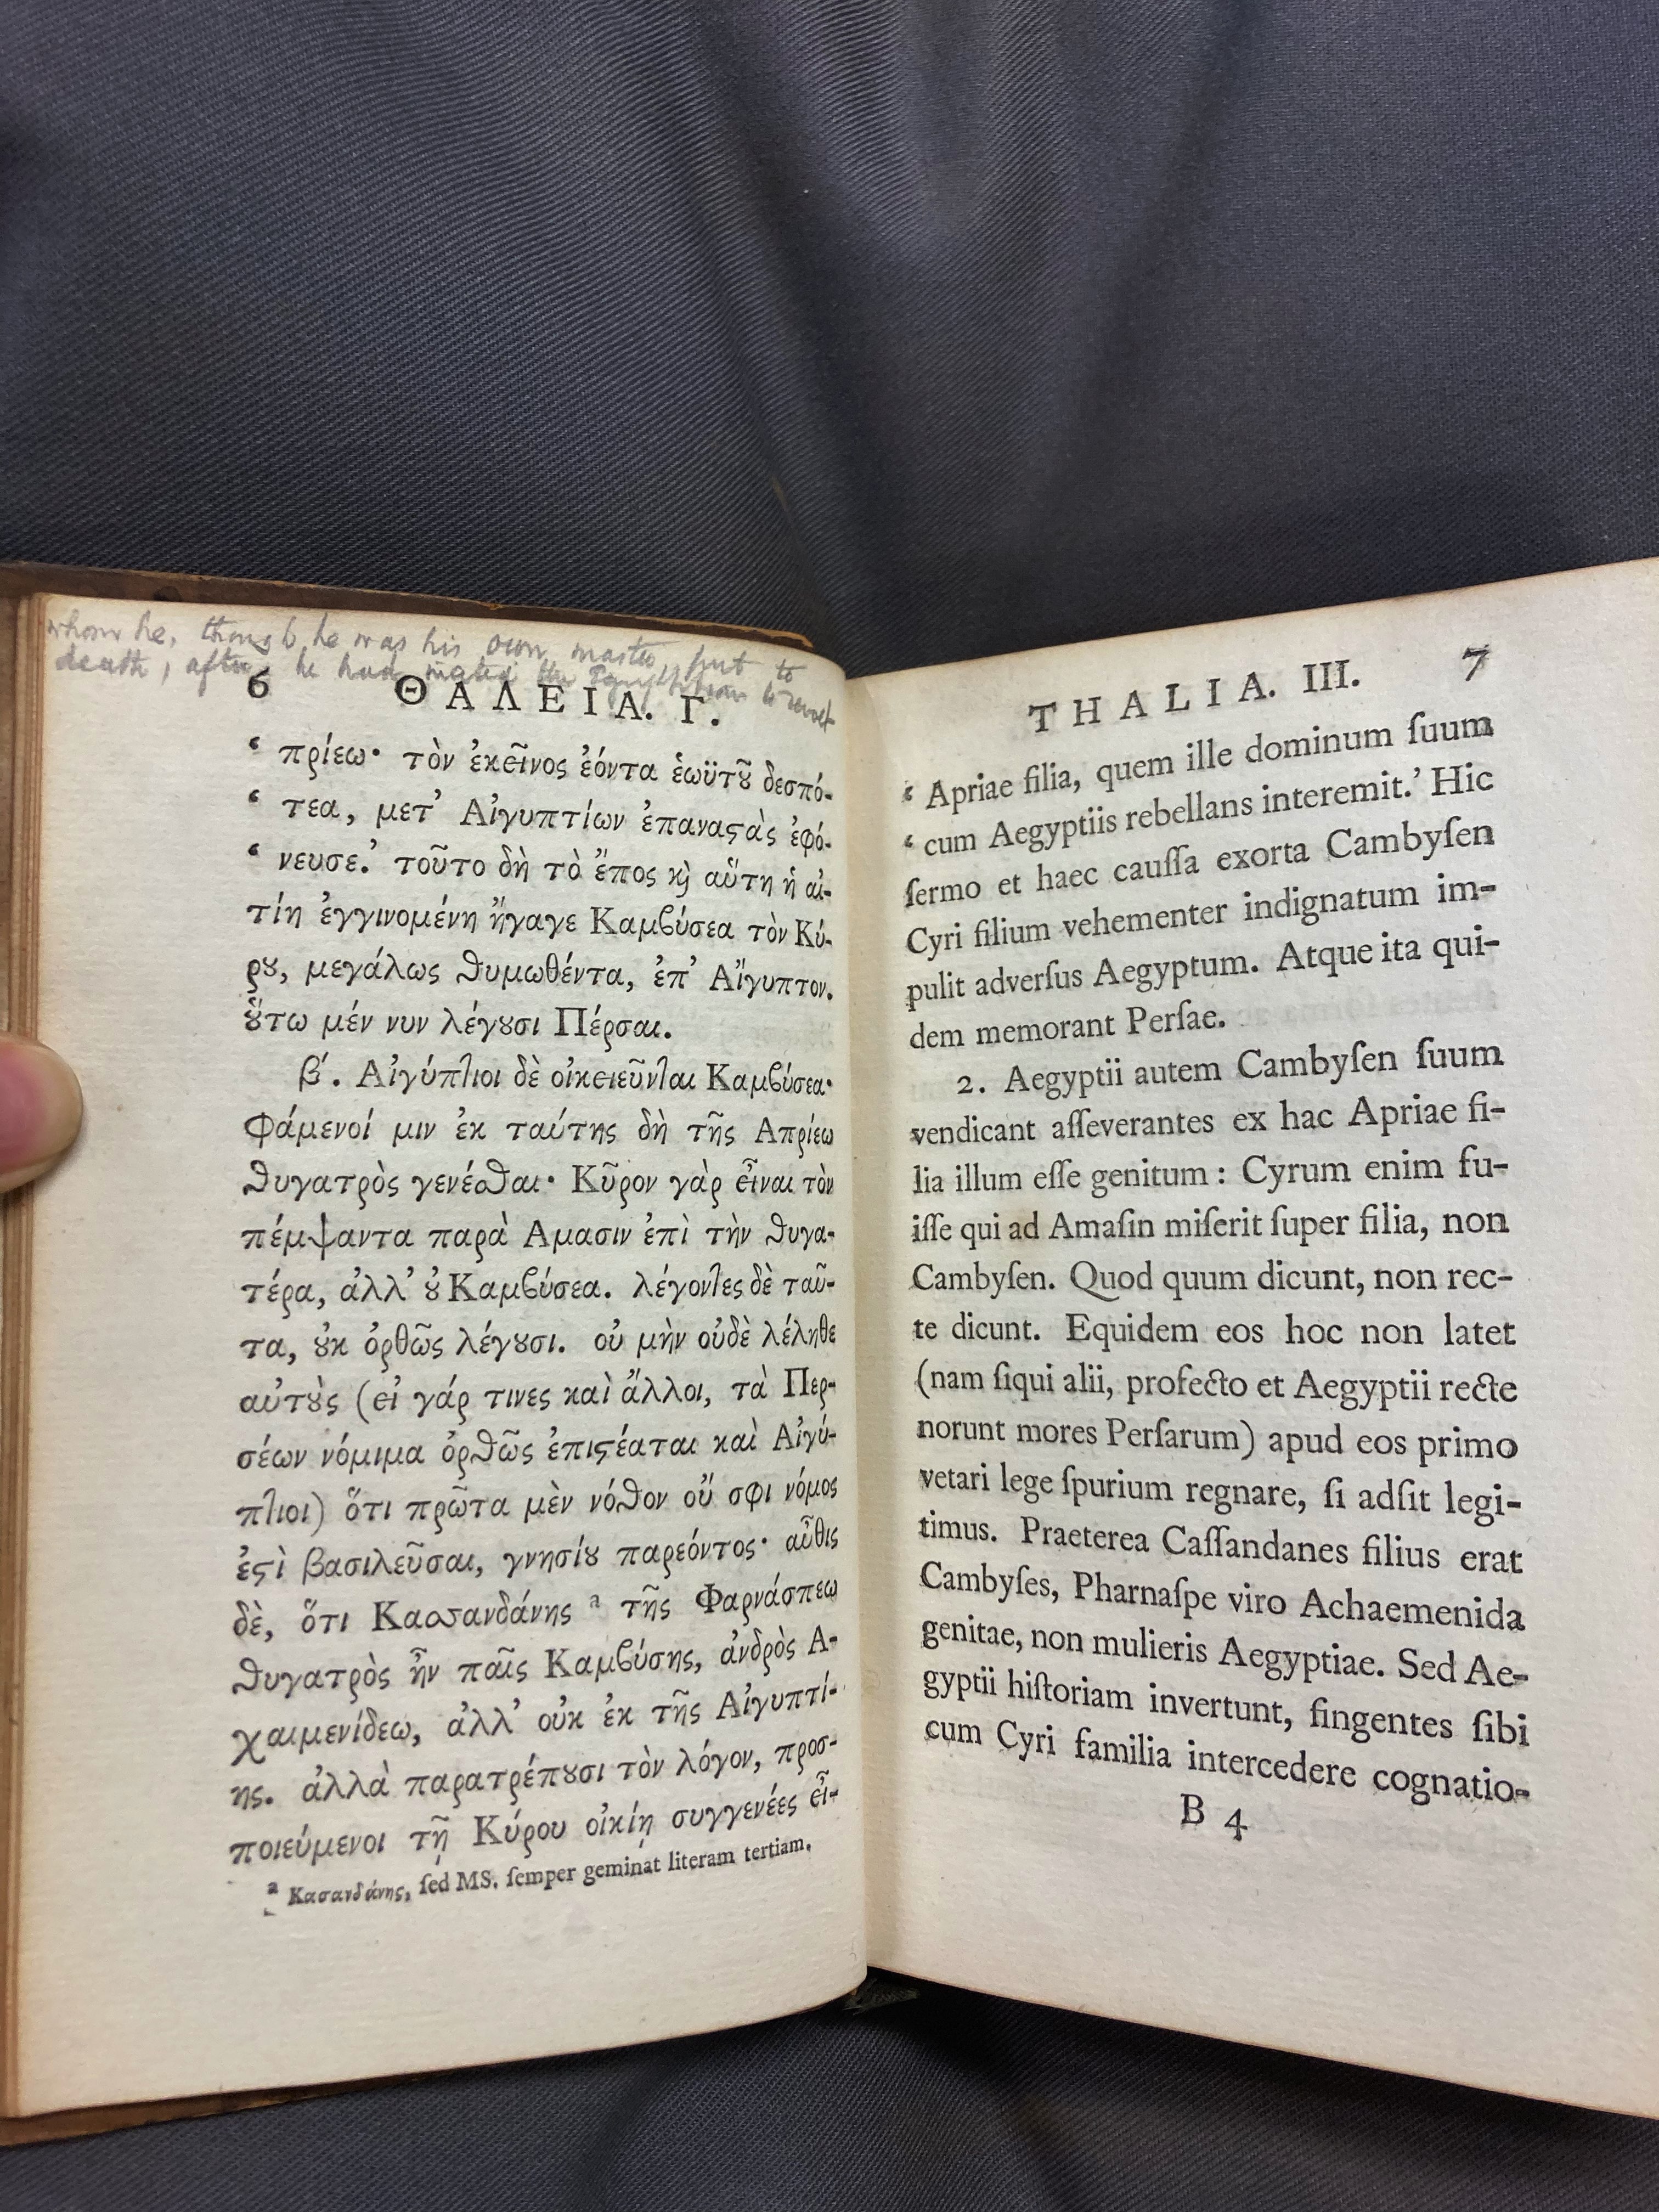 whom he, though he was his own master, put to
death, after he had incited the Egyptians to revolt
6 ΘΑΛΕΙΑ. Γ.
‘ πρίεω· τὸν ἐκεῖνος ἐόντα ἑωϋτȣ͂ δεσπό-
‘ τεα, μετ’ Αἰγυπτίων ἐπαναϛὰς ἐφό-
‘ νευσε.’ τοῦτο δὴ τὸ ἔπος ϗ̀ αὕτη ἡ αἰ-
τίη ἐγγινομένη ἤγαγε Καμϐύσεα τὸν Κύ-
ρȣ, μεγάλως θυμωθέντα, ἐπ’ Αἴγυπτον.
ȣ̔́τω μέν νυν λέγȣσι Πέρσαι.
β′. Αἰγύπτιοι δὲ οἰκειεῦνται Καμϐύσεα·
Φάμενοί μιν ἐκ ταύτης δὴ τῆς Απρίεω
θυγατρὸς γενέσθαι· Κῦρον γὰρ εἶναι τὸν
πέμψαντα παρὰ Αμασιν ἐπὶ τὴν θυγα-
τέρα, ἀλλ’ ȣ̓ Καμϐύσεα. λέγοντες δὲ ταῦ-
τα, ȣ̓κ ὀρθῶς λέγȣσι. οὐ μὴν οὐδὲ λέληθε
αὐτȣ̀ς (εἰ γάρ τινες καὶ ἄλλοι, τὰ Περ-
σέων νόμιμα ὀρθῶς ἐπιϛέαται καὶ Αἰγύ-
πτιοι) ὅτι πρῶτα μὲν νόθον οὔ σφι νόμος
ἐϛὶ βασιλεῦσαι, γνησίȣ παρεόντος· αὖθις
δὲ, ὅτι Κασσανδάνης a τῆς Φαρνάσπεω
θυγατρὸς ἦν παῖς Καμϐύσης, ἀνδρὸς Α-
χαιμενίδεω, ἀλλ’ οὐκ ἐκ τῆς Αἰγυπτί-
ης. ἀλλὰ παρατρέπȣσι τὸν λόγον, προσ-
ποιεύμενοι τῇ Κύρου οἰκίῃ συγγενέες εἶ-
a Κασανδάνης, ſed MS. ſemper geminat literam tertiam.
THALIA. III. 7
‘ Apriae filia, quem ille dominum ſuum
‘ cum Aegyptiis rebellans interemit.’ Hic
ſermo et haec cauſſa exorta Cambyſen
Cyri filium vehementer indignatum im-
pulit adverſus Aegyptum. Atque ita qui-
dem memorant Perſae.
2. Aegyptii autem Cambyſen ſuum
vendicant aſſeverantes ex hac Apriae fi-
lia illum eſſe genitum : Cyrum enim fu-
iſſe qui ad Amaſin miſerit ſuper filia, non
Cambyſen. Quod quum dicunt, non rec-
te dicunt. Equidem eos hoc non latet
(nam ſiqui alii, profecto et Aegyptii recte
norunt mores Perſarum) apud eos primo
vetari lege ſpurium regnare, ſi adſit legi-
timus. Praeterea Caſſandanes filius erat
Cambyſes, Pharnaſpe viro Achaemenida
genitae, non mulieris Aegyptiae. Sed Ae-
gyptii hiſtoriam invertunt, fingentes ſibi
cum Cyri familia intercedere cognatio-
B 4